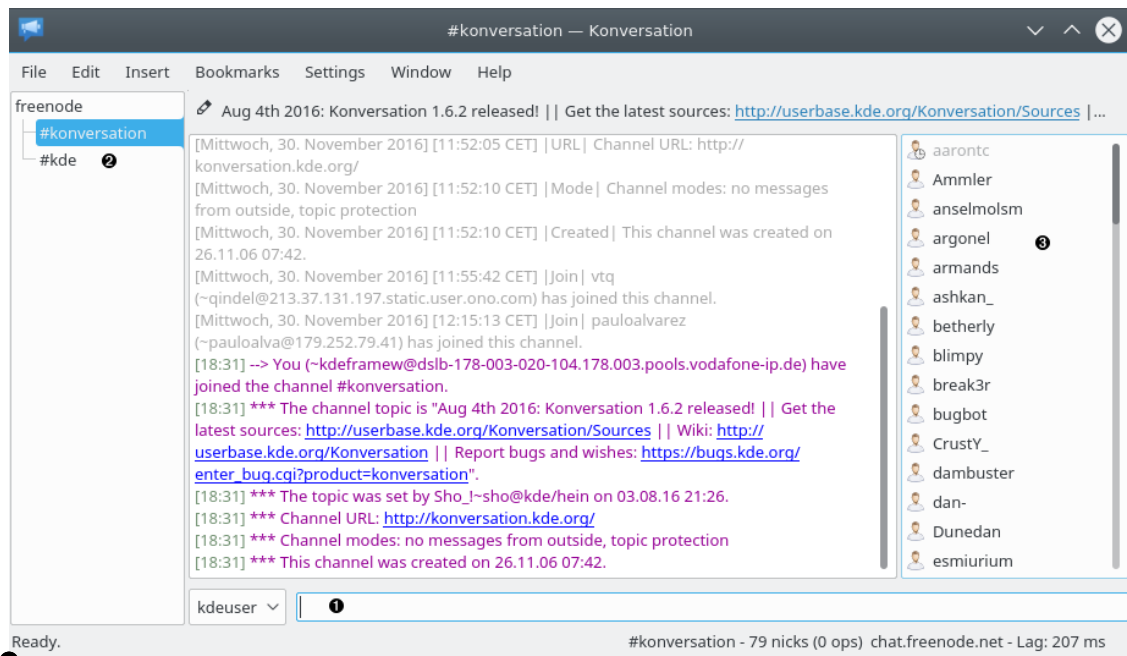 #konversation — Konversation
File Edit Insert Bookmarks Settings Window Help
freenode
#konversation
#kde ❷
Aug 4th 2016: Konversation 1.6.2 released! || Get the latest sources: http://userbase.kde.org/Konversation/Sources |...
[Mittwoch, 30. November 2016] [11:52:05 CET] |URL| Channel URL: http://
konversation.kde.org/
[Mittwoch, 30. November 2016] [11:52:10 CET] |Mode| Channel modes: no messages
from outside, topic protection
[Mittwoch, 30. November 2016] [11:52:10 CET] |Created| This channel was created on
26.11.06 07:42.
[Mittwoch, 30. November 2016] [11:55:42 CET] |Join| vtq
(~qindel@213.37.131.197.static.user.ono.com) has joined this channel.
[Mittwoch, 30. November 2016] [12:15:13 CET] |Join| pauloalvarez
(~pauloalva@179.252.79.41) has joined this channel.
[18:31] --> You (~kdeframew@dslb-178-003-020-104.178.003.pools.vodafone-ip.de) have
joined the channel #konversation.
[18:31] *** The channel topic is "Aug 4th 2016: Konversation 1.6.2 released! || Get the
latest sources: http://userbase.kde.org/Konversation/Sources || Wiki: http://
userbase.kde.org/Konversation || Report bugs and wishes: https://bugs.kde.org/
enter_bug.cgi?product=konversation".
[18:31] *** The topic was set by Sho_!~sho@kde/hein on 03.08.16 21:26.
[18:31] *** Channel URL: http://konversation.kde.org/
[18:31] *** Channel modes: no messages from outside, topic protection
[18:31] *** This channel was created on 26.11.06 07:42.
aarontc
Ammler
anselmolsm
argonel ❸
armands
ashkan_
betherly
blimpy
break3r
bugbot
CrustY_
dambuster
dan-
Dunedan
esmiurium
kdeuser ❶
Ready.
#konversation - 79 nicks (0 ops) chat.freenode.net - Lag: 207 ms